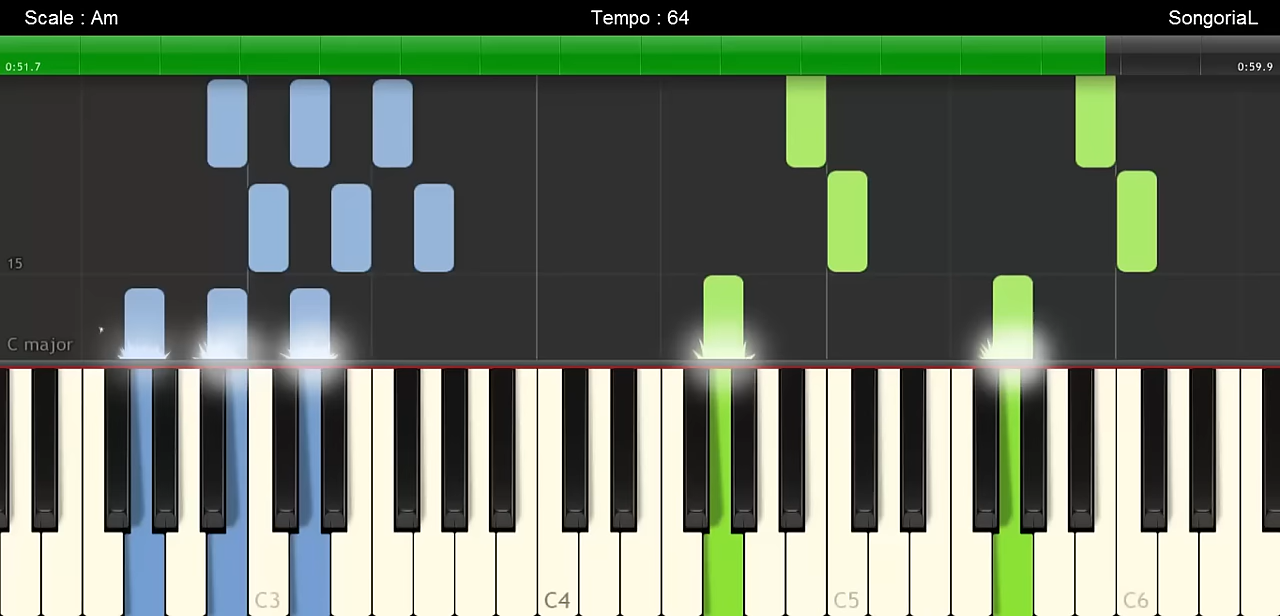 Scale : Am
Tempo : 64
SongoriaL
0:51.7
0:59.9
15
C major
C3
C4
C5
C6